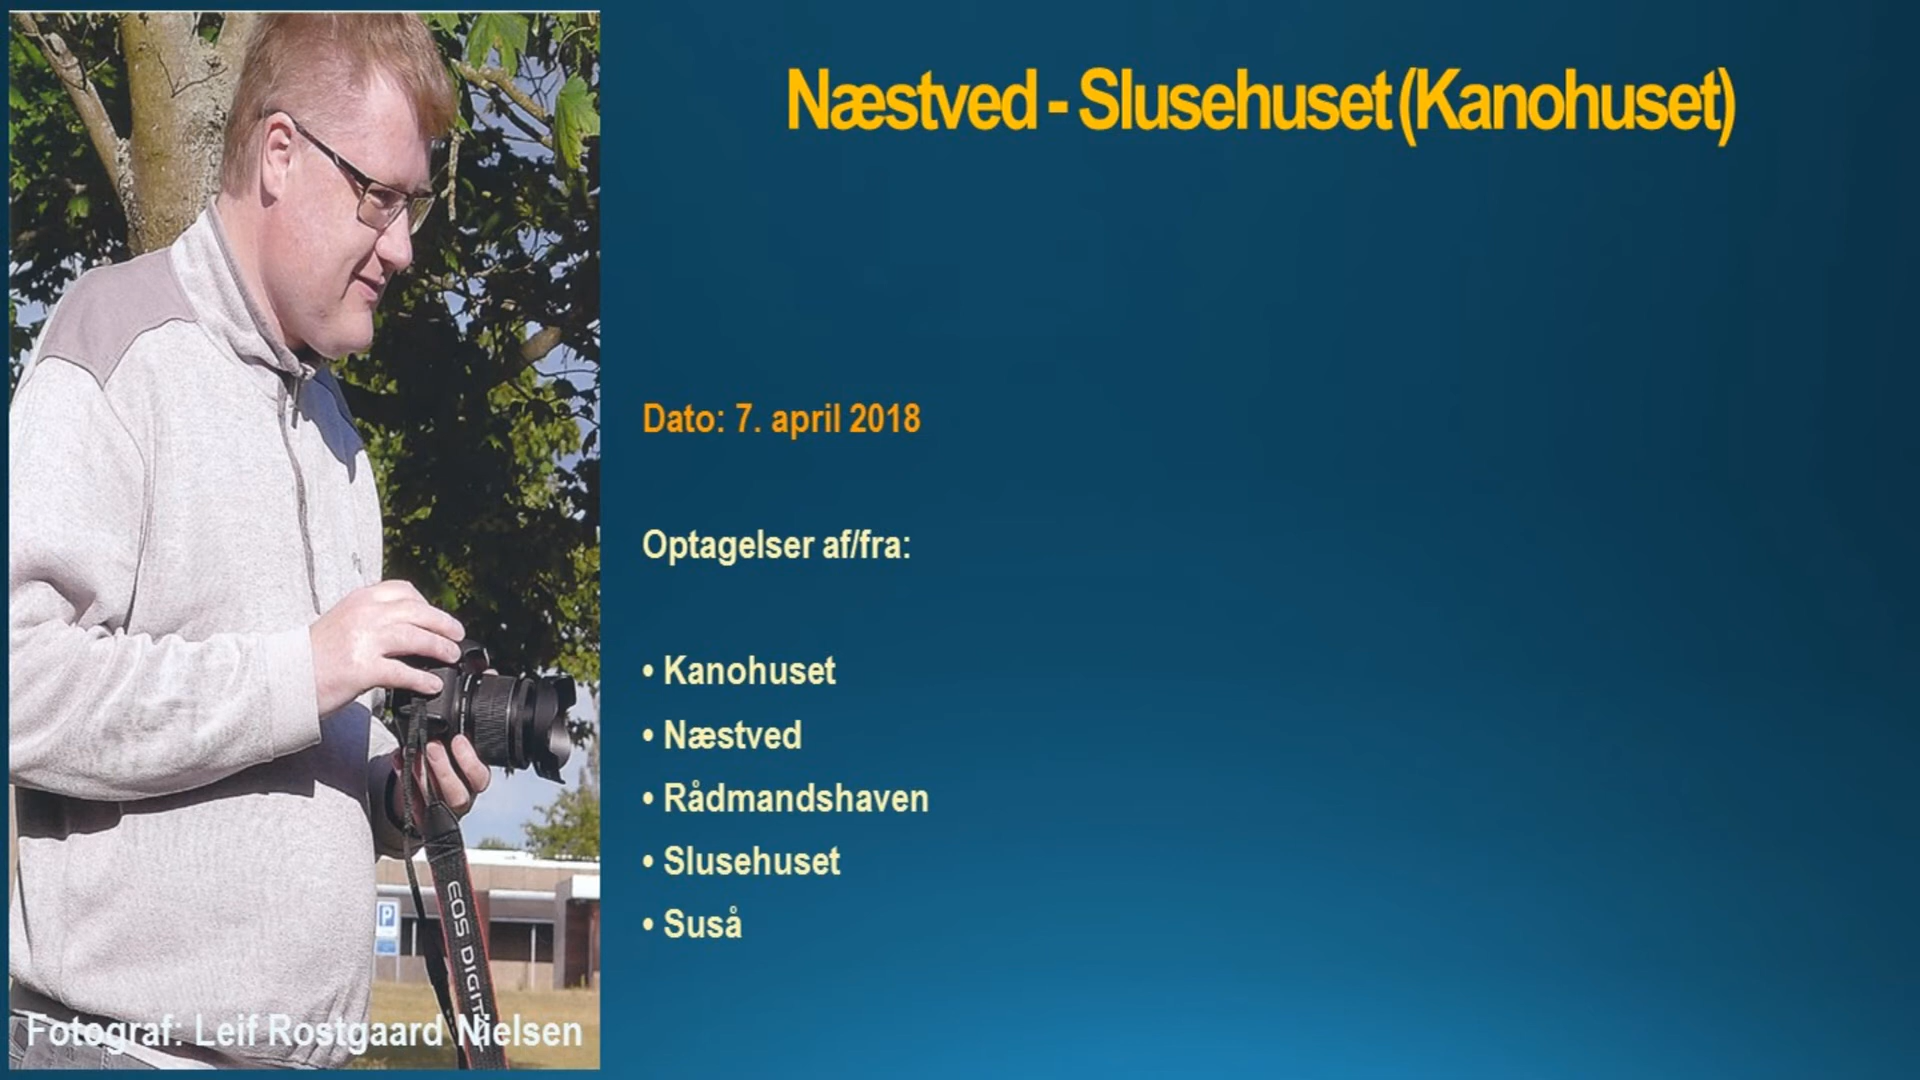 Næstved - Slusehuset (Kanohuset)
Dato: 7. april 2018
Optagelser af/fra:
• Kanohuset
• Næstved
• Rådmandshaven
• Slusehuset
• Suså
P
EOS DIGIT
Fotograf: Leif Rostgaard Nielsen